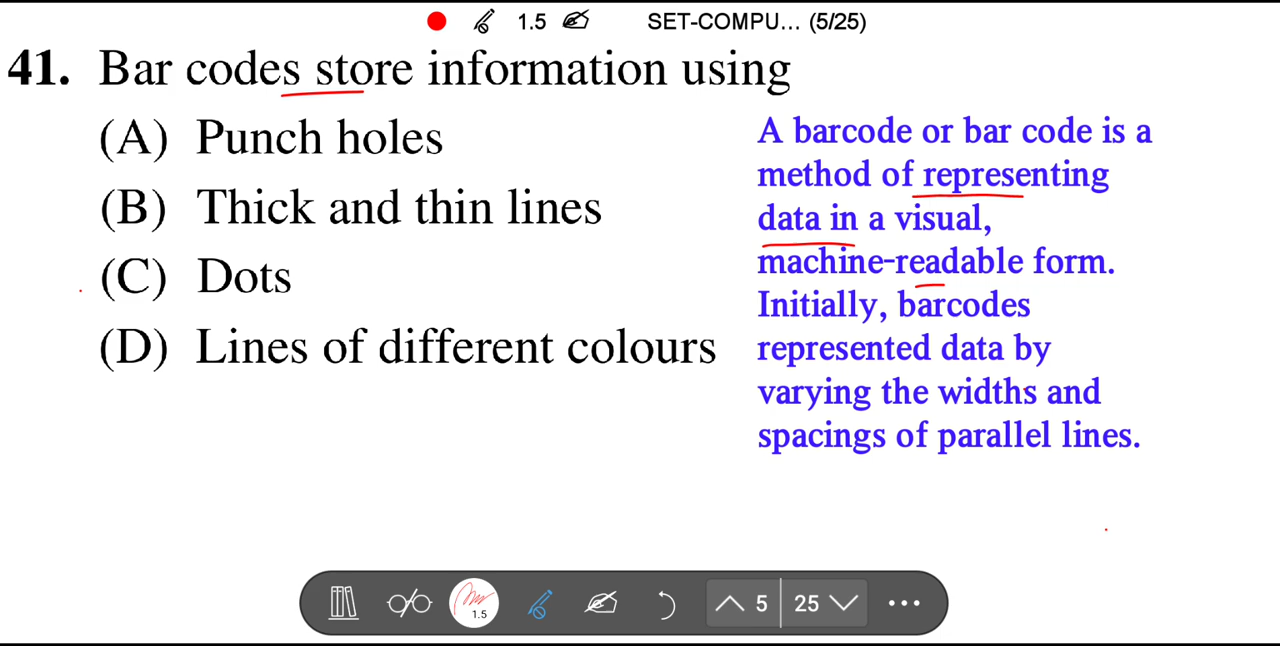 1.5 SET-COMPU... (5/25)
41. Bar codes store information using
(A) Punch holes
(B) Thick and thin lines
(C) Dots
(D) Lines of different colours
A barcode or bar code is a
method of representing
data in a visual,
machine-readable form.
Initially, barcodes
represented data by
varying the widths and
spacings of parallel lines.
1.5
5 25